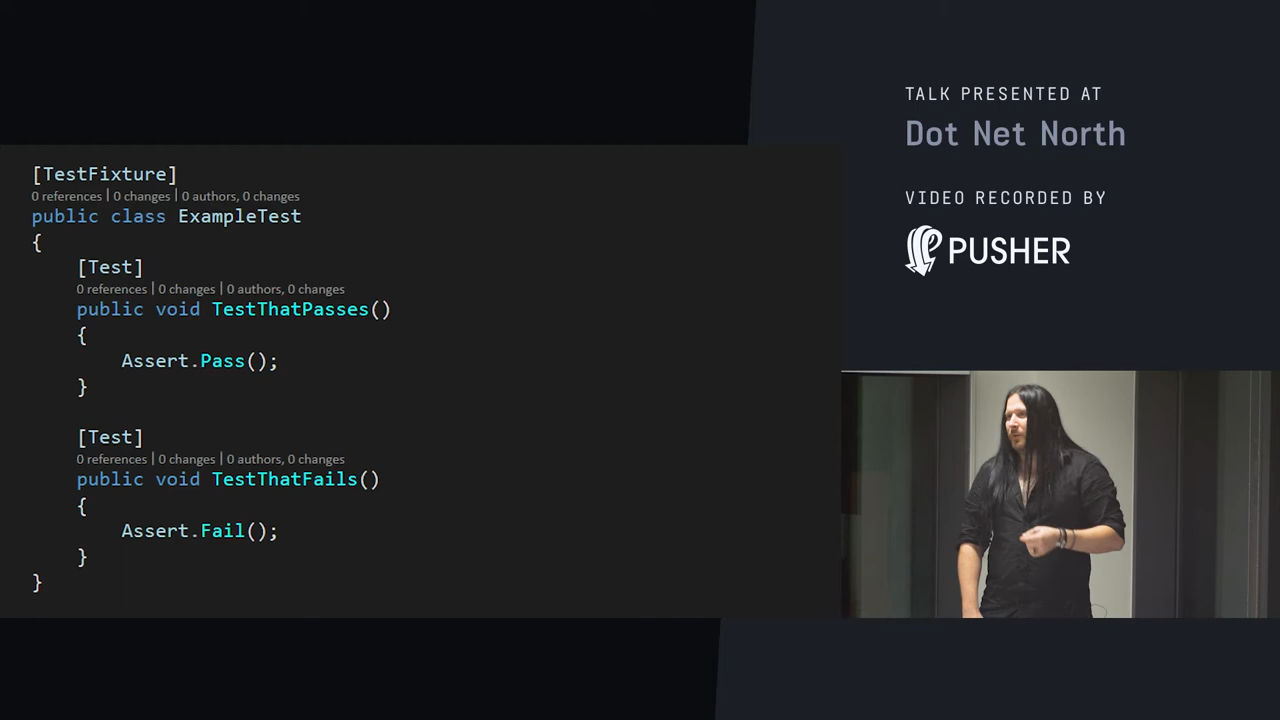 [TestFixture]
0 references | 0 changes | 0 authors, 0 changes
public class ExampleTest
{
[Test]
0 references | 0 changes | 0 authors, 0 changes
public void TestThatPasses()
{
Assert.Pass();
}
[Test]
0 references | 0 changes | 0 authors, 0 changes
public void TestThatFails()
{
Assert.Fail();
}
}
TALK PRESENTED AT
Dot Net North
VIDEO RECORDED BY
PUSHER